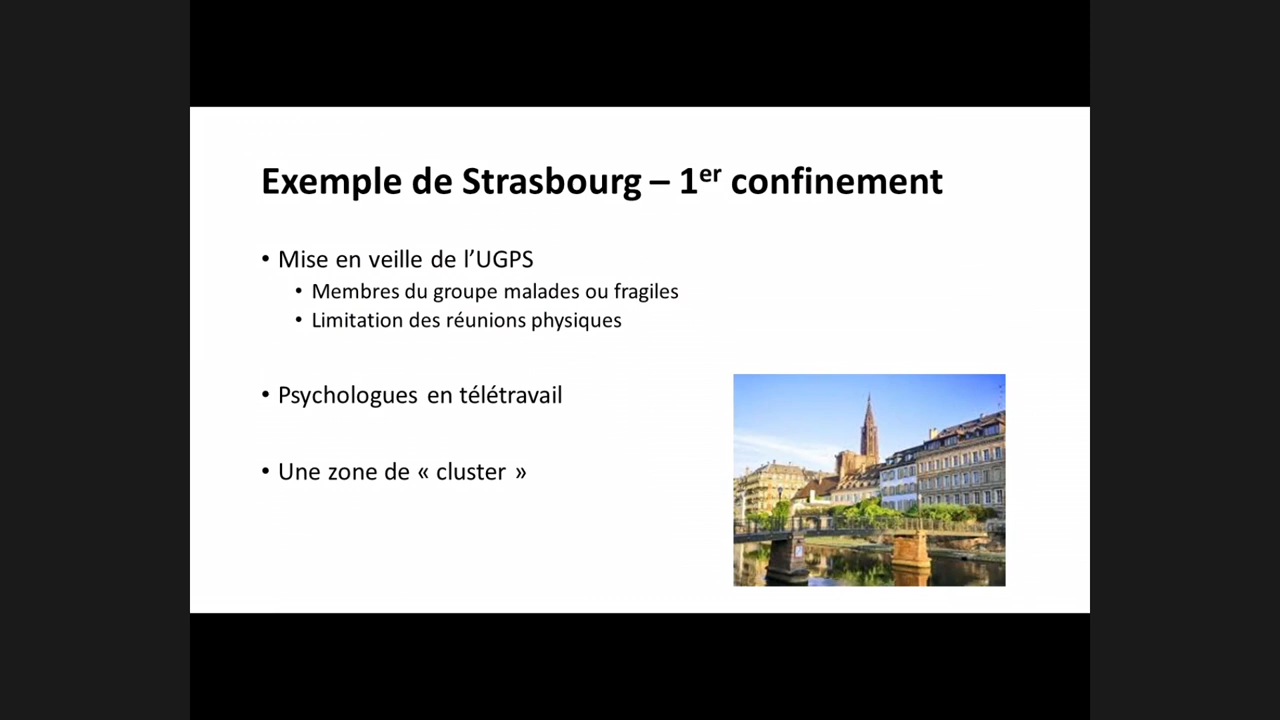 Exemple de Strasbourg – 1er confinement
• Mise en veille de l’UGPS
• Membres du groupe malades ou fragiles
• Limitation des réunions physiques
• Psychologues en télétravail
• Une zone de « cluster »